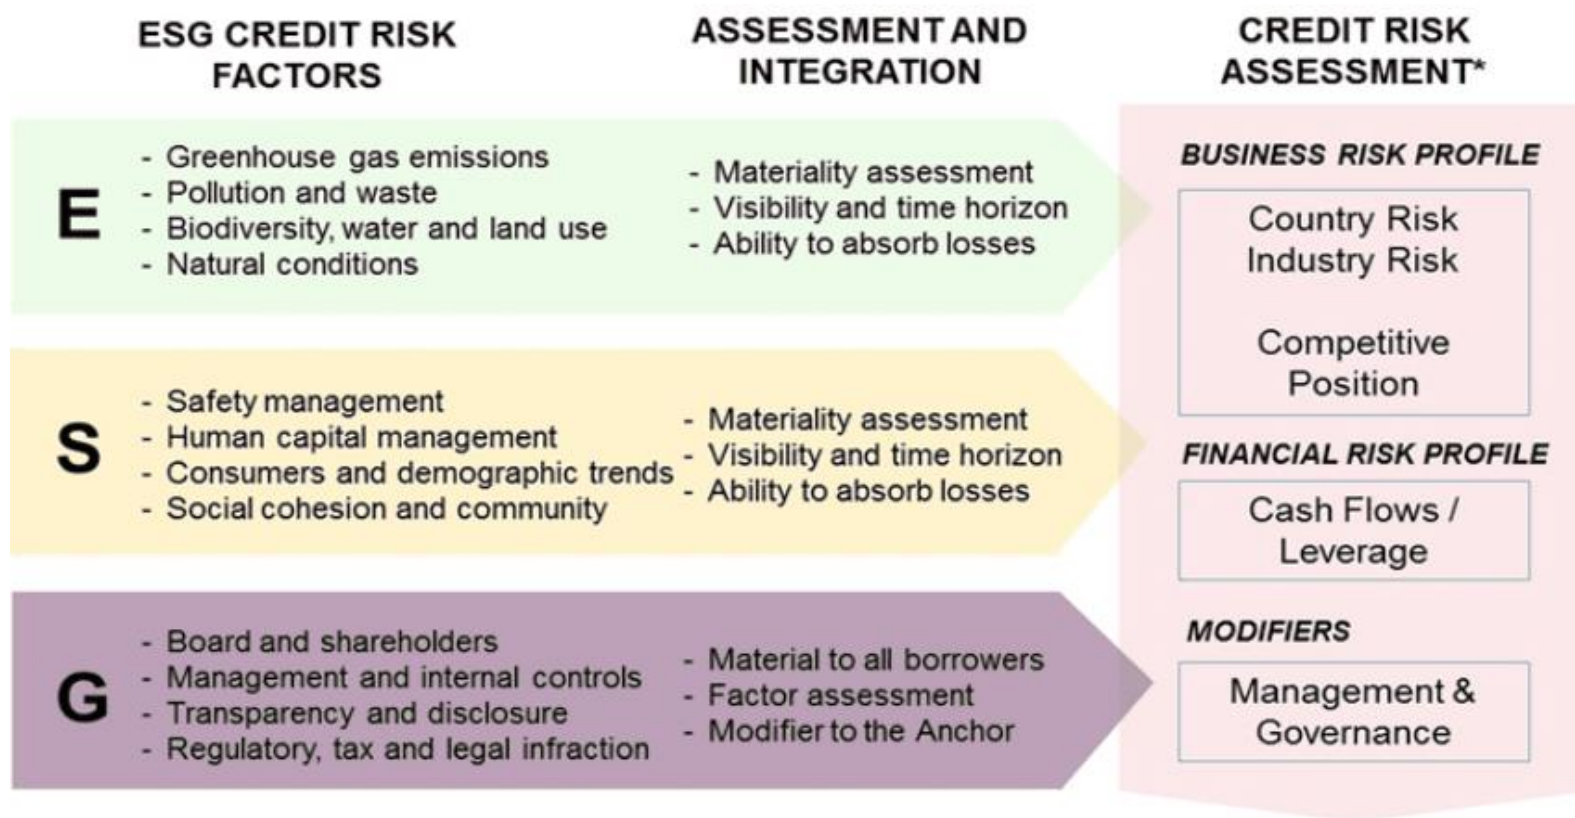 ESG CREDIT RISK
FACTORS
ASSESSMENT AND
INTEGRATION
CREDIT RISK
ASSESSMENT*
E
- Greenhouse gas emissions
- Pollution and waste
- Biodiversity, water and land use
- Natural conditions
- Materiality assessment
- Visibility and time horizon
- Ability to absorb losses
S
- Safety management
- Human capital management
- Consumers and demographic trends
- Social cohesion and community
- Materiality assessment
- Visibility and time horizon
- Ability to absorb losses
G
- Board and shareholders
- Management and internal controls
- Transparency and disclosure
- Regulatory, tax and legal infraction
- Material to all borrowers
- Factor assessment
- Modifier to the Anchor
BUSINESS RISK PROFILE
Country Risk
Industry Risk
Competitive
Position
FINANCIAL RISK PROFILE
Cash Flows /
Leverage
MODIFIERS
Management &
Governance